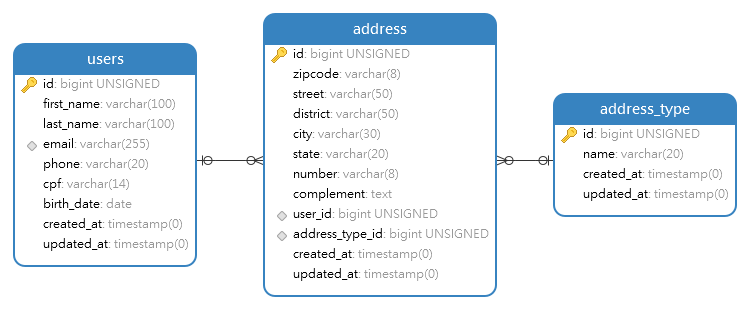 users
id: bigint UNSIGNED
first_name: varchar(100)
last_name: varchar(100)
email: varchar(255)
phone: varchar(20)
cpf: varchar(14)
birth_date: date
created_at: timestamp(0)
updated_at: timestamp(0)
address
id: bigint UNSIGNED
zipcode: varchar(8)
street: varchar(50)
district: varchar(50)
city: varchar(30)
state: varchar(20)
number: varchar(8)
complement: text
user_id: bigint UNSIGNED
address_type_id: bigint UNSIGNED
created_at: timestamp(0)
updated_at: timestamp(0)
address_type
id: bigint UNSIGNED
name: varchar(20)
created_at: timestamp(0)
updated_at: timestamp(0)